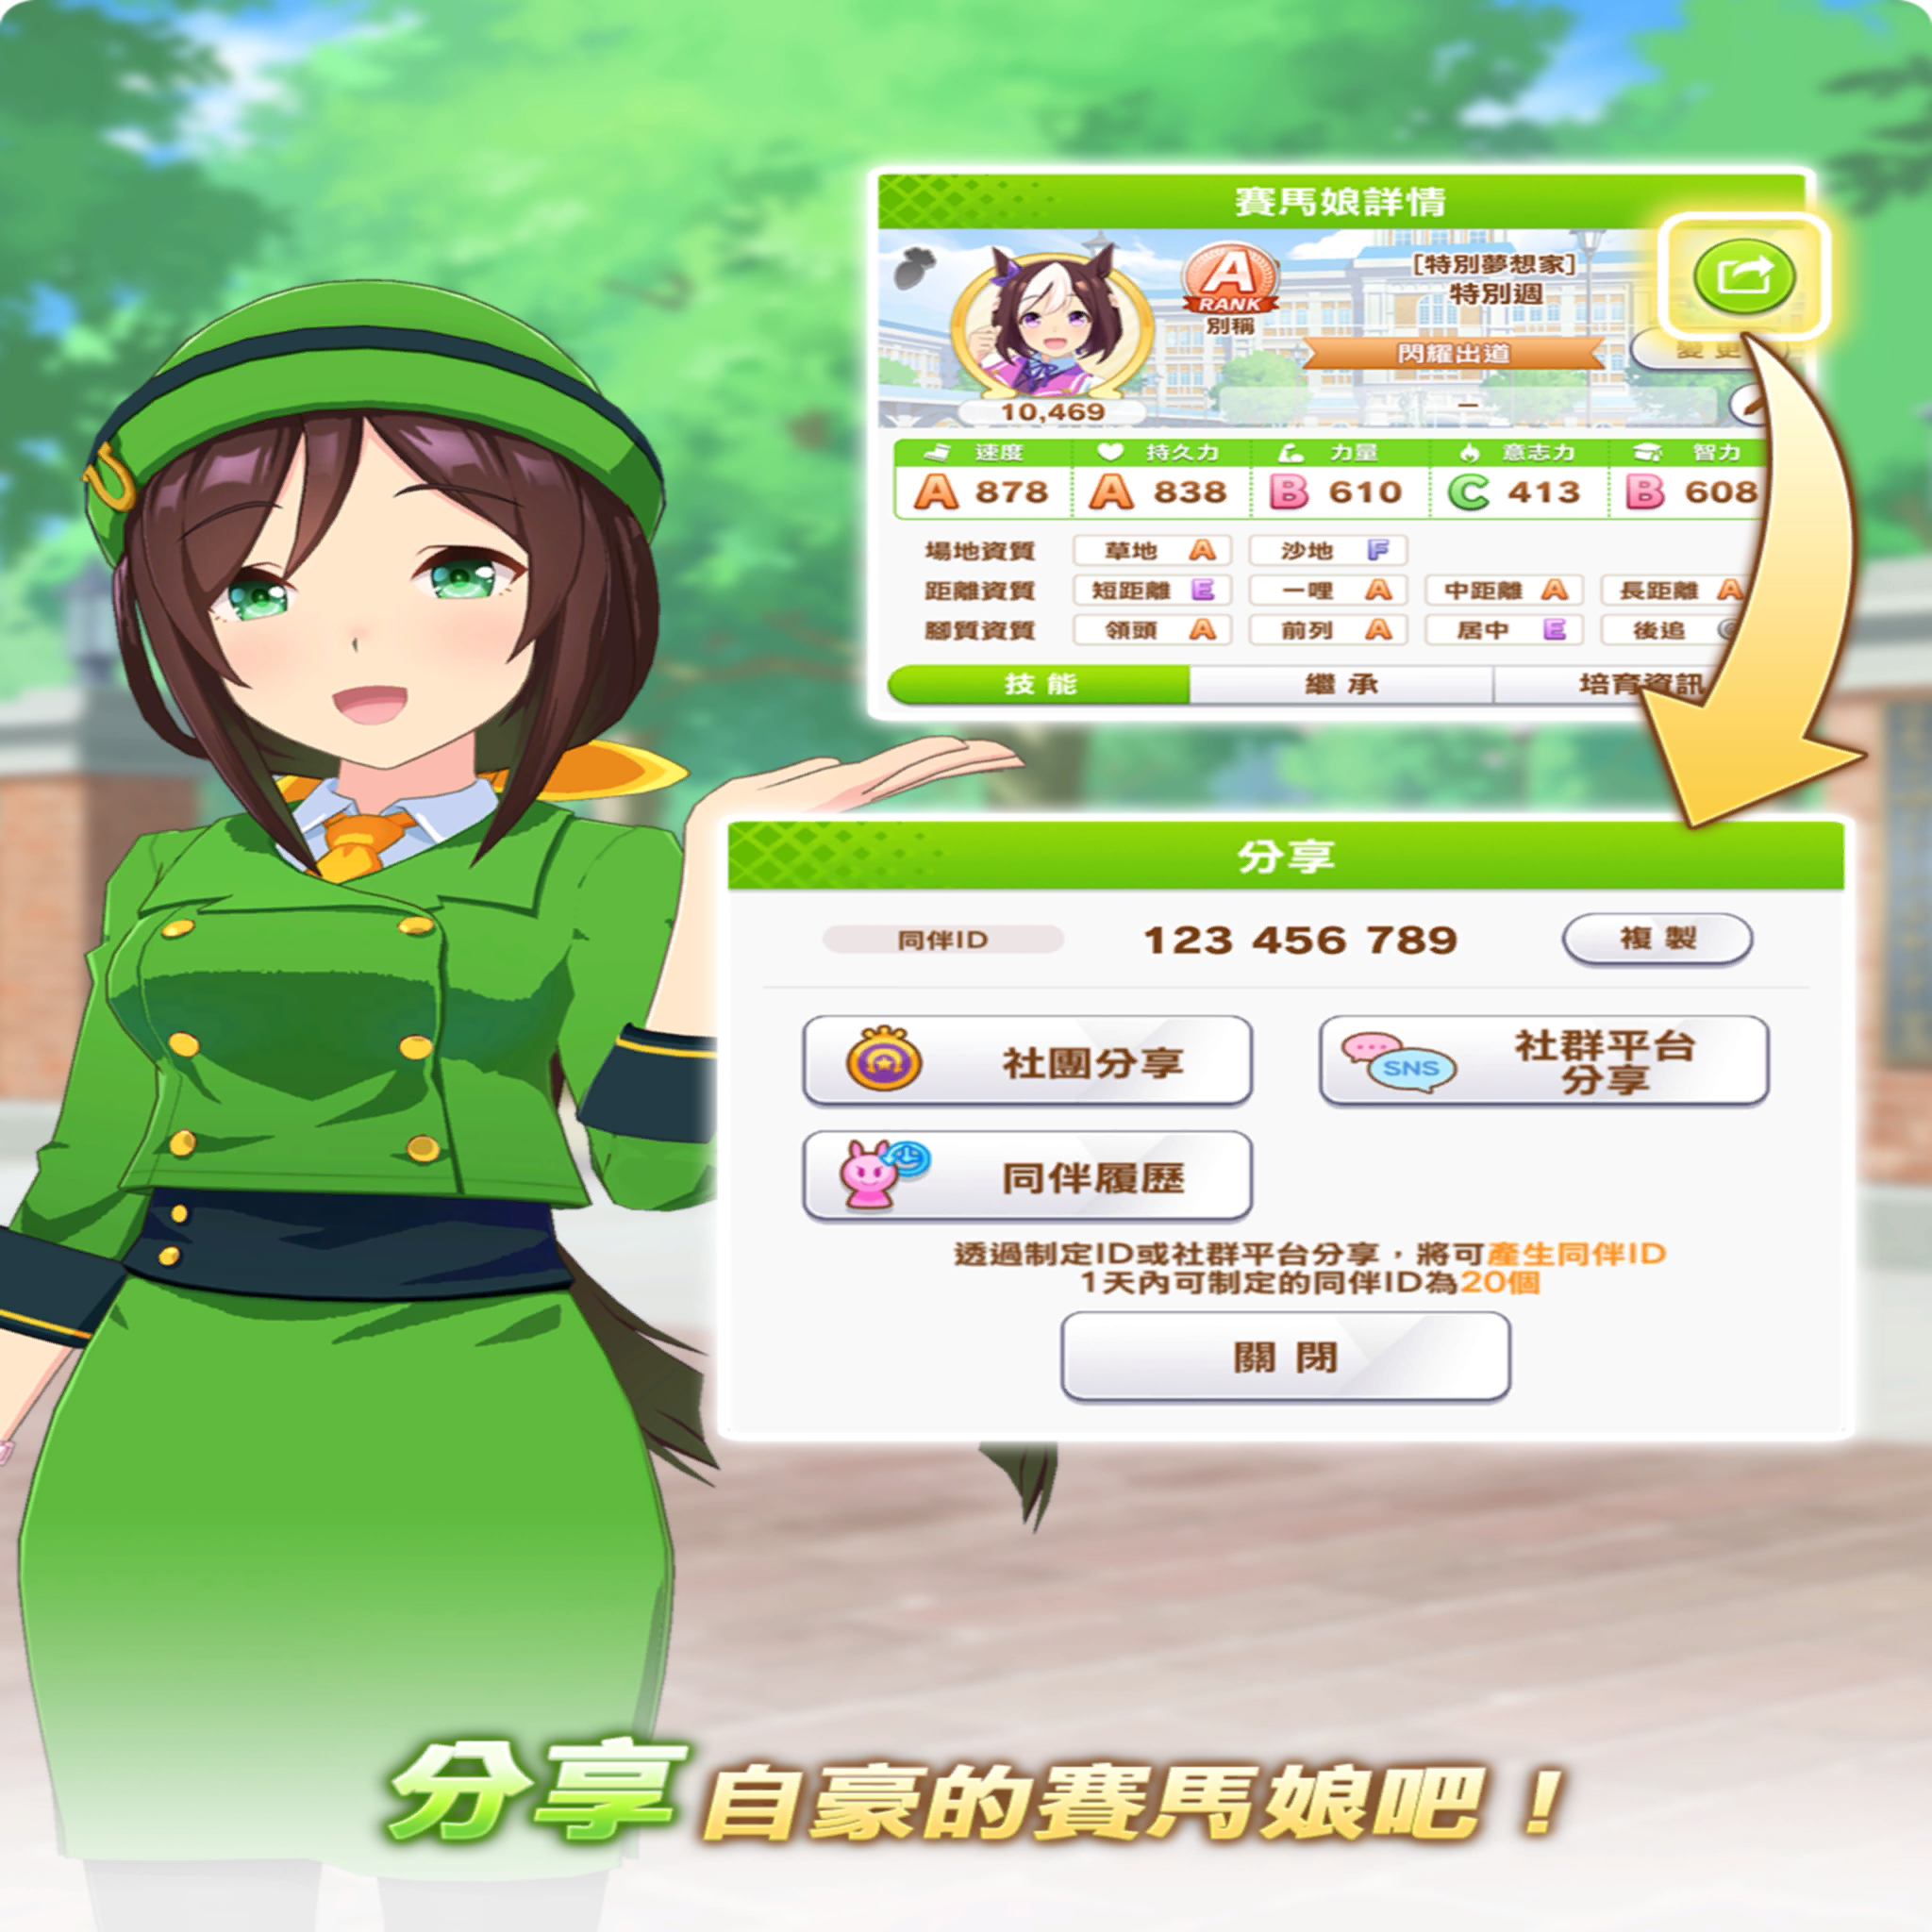 賽馬娘詳情
A
RANK
別稱
[特別夢想家]
特別週
閃耀出道
變更
10,469
速度 持久力 力量 意志力 智力
A 878 A 838 B 610 C 413 B 608
場地資質 草地 A 沙地 F
距離資質 短距離 E 一哩 A 中距離 A 長距離 A
腳質資質 領頭 A 前列 A 居中 E 後追
技能 繼承 培育資訊
分享
同伴ID 123 456 789 複製
社團分享
SNS 社群平台
分享
同伴履歷
透過制定ID或社群平台分享，將可產生同伴ID
1天內可制定的同伴ID為20個
關閉
分享自豪的賽馬娘吧！